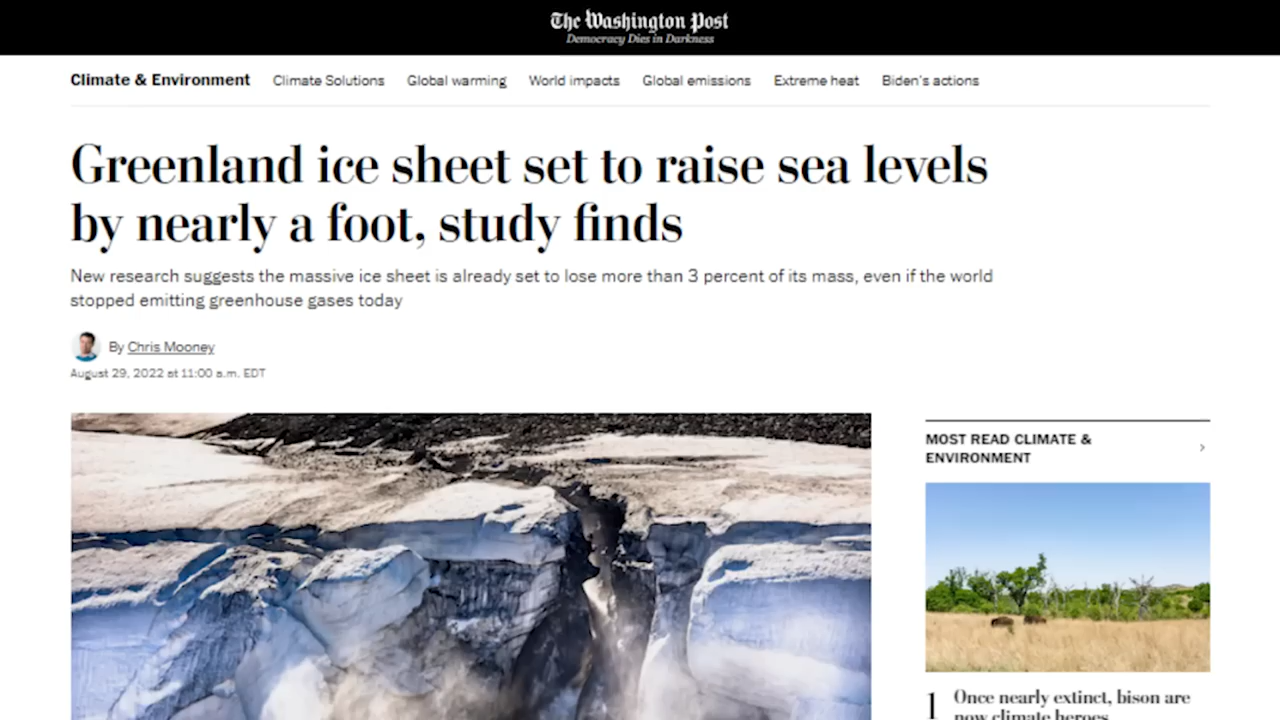 The Washington Post
Democracy Dies in Darkness
Climate & Environment Climate Solutions Global warming World impacts Global emissions Extreme heat Biden's actions
Greenland ice sheet set to raise sea levels
by nearly a foot, study finds
New research suggests the massive ice sheet is already set to lose more than 3 percent of its mass, even if the world
stopped emitting greenhouse gases today
By Chris Mooney
August 29, 2022 at 11:00 a.m. EDT
MOST READ CLIMATE &
ENVIRONMENT
1 Once nearly extinct, bison are
now climate heroes